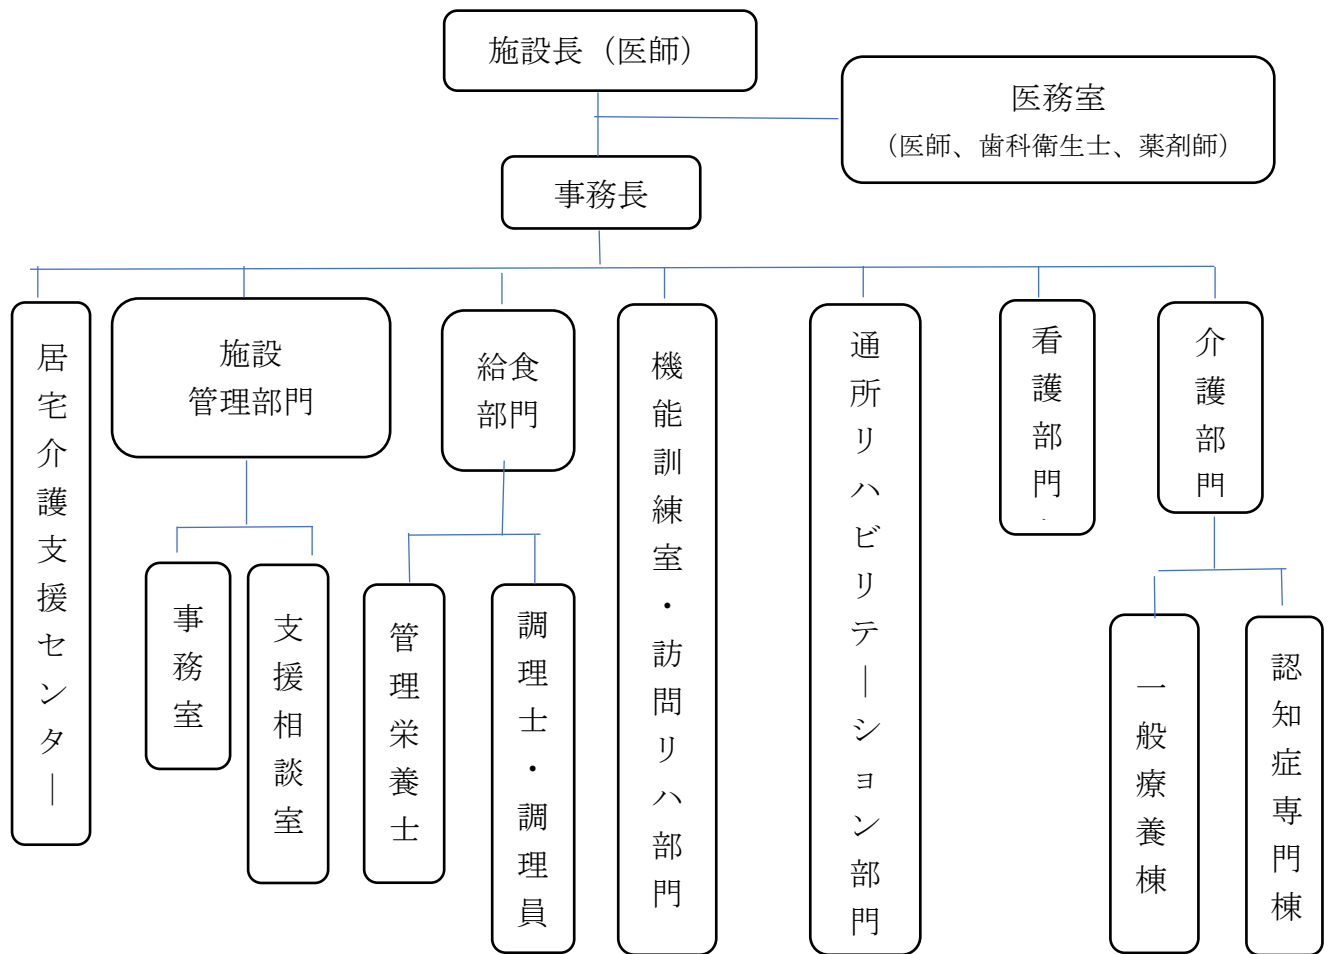 施設長（医師）
医務室
（医師、歯科衛生士、薬剤師）
事務長
居宅介護支援センター
施設
管理部門
給食
部門
機能訓練室・訪問リハ部門
通所リハビリテーション部門
看護部門
介護部門
事務室
支援相談室
管理栄養士
調理士・調理員
一般療養棟
認知症専門棟